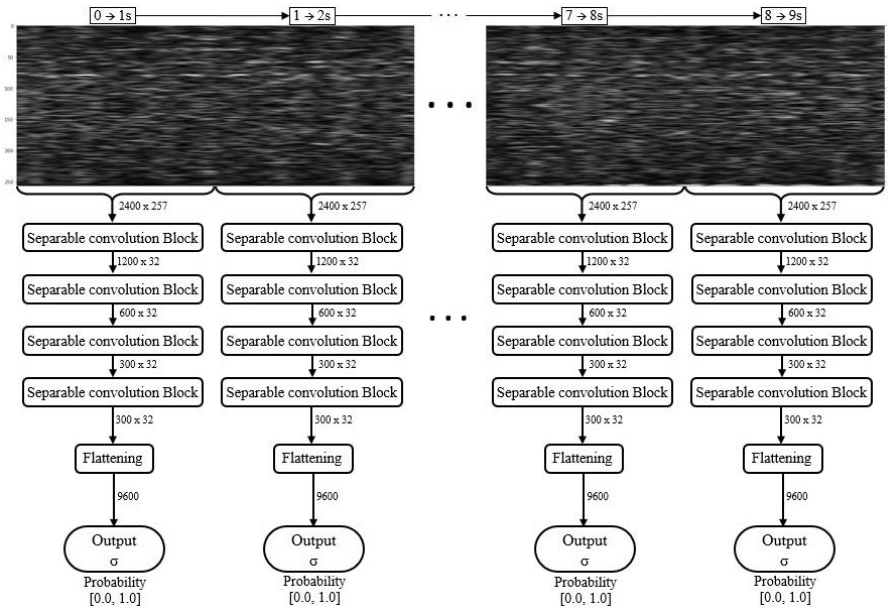 0 → 1s 1 → 2s ... 7 → 8s 8 → 9s
0
50
100
150
200
250
2400 x 257 2400 x 257 2400 x 257 2400 x 257
Separable convolution Block Separable convolution Block Separable convolution Block Separable convolution Block
1200 x 32 1200 x 32 1200 x 32 1200 x 32
Separable convolution Block Separable convolution Block Separable convolution Block Separable convolution Block
600 x 32 600 x 32 600 x 32 600 x 32
Separable convolution Block Separable convolution Block Separable convolution Block Separable convolution Block
300 x 32 300 x 32 300 x 32 300 x 32
Separable convolution Block Separable convolution Block Separable convolution Block Separable convolution Block
300 x 32 300 x 32 300 x 32 300 x 32
Flattening Flattening Flattening Flattening
9600 9600 9600 9600
Output Output Output Output
σ σ σ σ
Probability Probability Probability Probability
[0.0, 1.0] [0.0, 1.0] [0.0, 1.0] [0.0, 1.0]